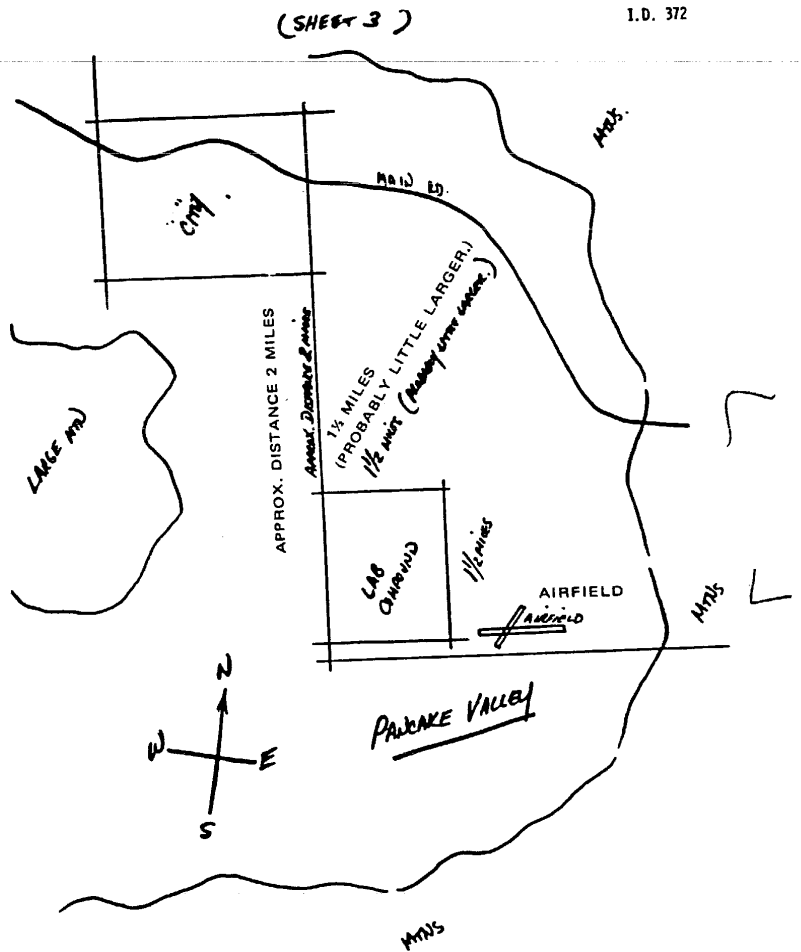 (SHEET 3)
I.D. 372
MTNS.
MAIN RD.
"CITY".
APPROX. DISTANCE 2 MILES
APPROX. DISTANCE 2 MILES
1½ MILES
(PROBABLY LITTLE LARGER.)
1½ MILES (PROBABLY LITTLE LARGER.)
LARGE MTN
LAB
COMPOUND
1½ MILES
AIRFIELD
AIRFIELD
MTNS
N
W
E
S
PANCAKE VALLEY
MTNS